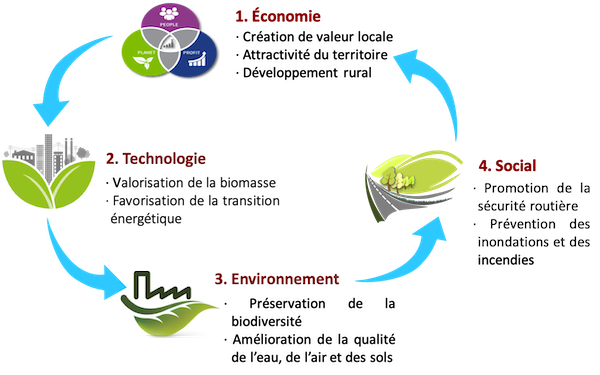 PEOPLE
PLANET
PROFIT
1. Économie
· Création de valeur locale
· Attractivité du territoire
· Développement rural
2. Technologie
· Valorisation de la biomasse
· Favorisation de la transition
énergétique
3. Environnement
· Préservation de la
biodiversité
· Amélioration de la qualité
de l'eau, de l'air et des sols
4. Social
· Promotion de la
sécurité routière
· Prévention des
inondations et des
incendies